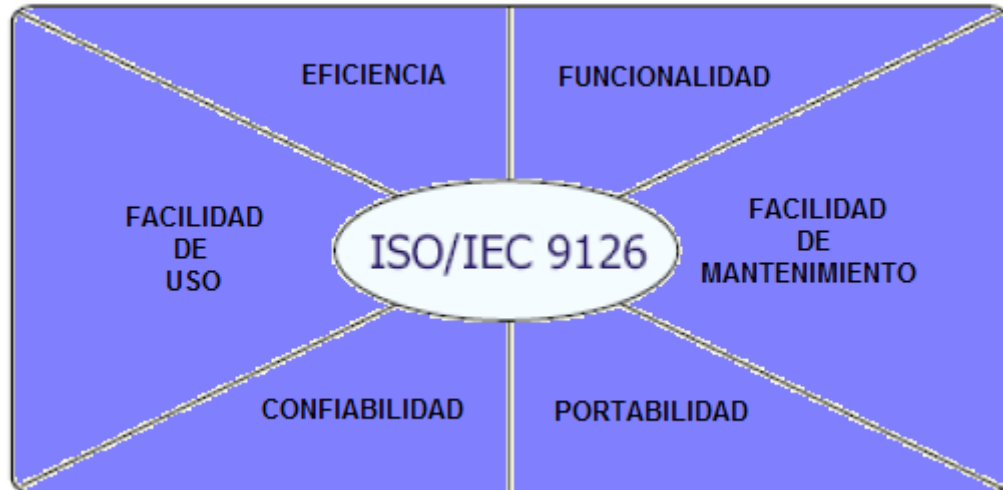 EFICIENCIA
FUNCIONALIDAD
FACILIDAD
DE
USO
ISO/IEC 9126
FACILIDAD
DE
MANTENIMIENTO
CONFIABILIDAD
PORTABILIDAD